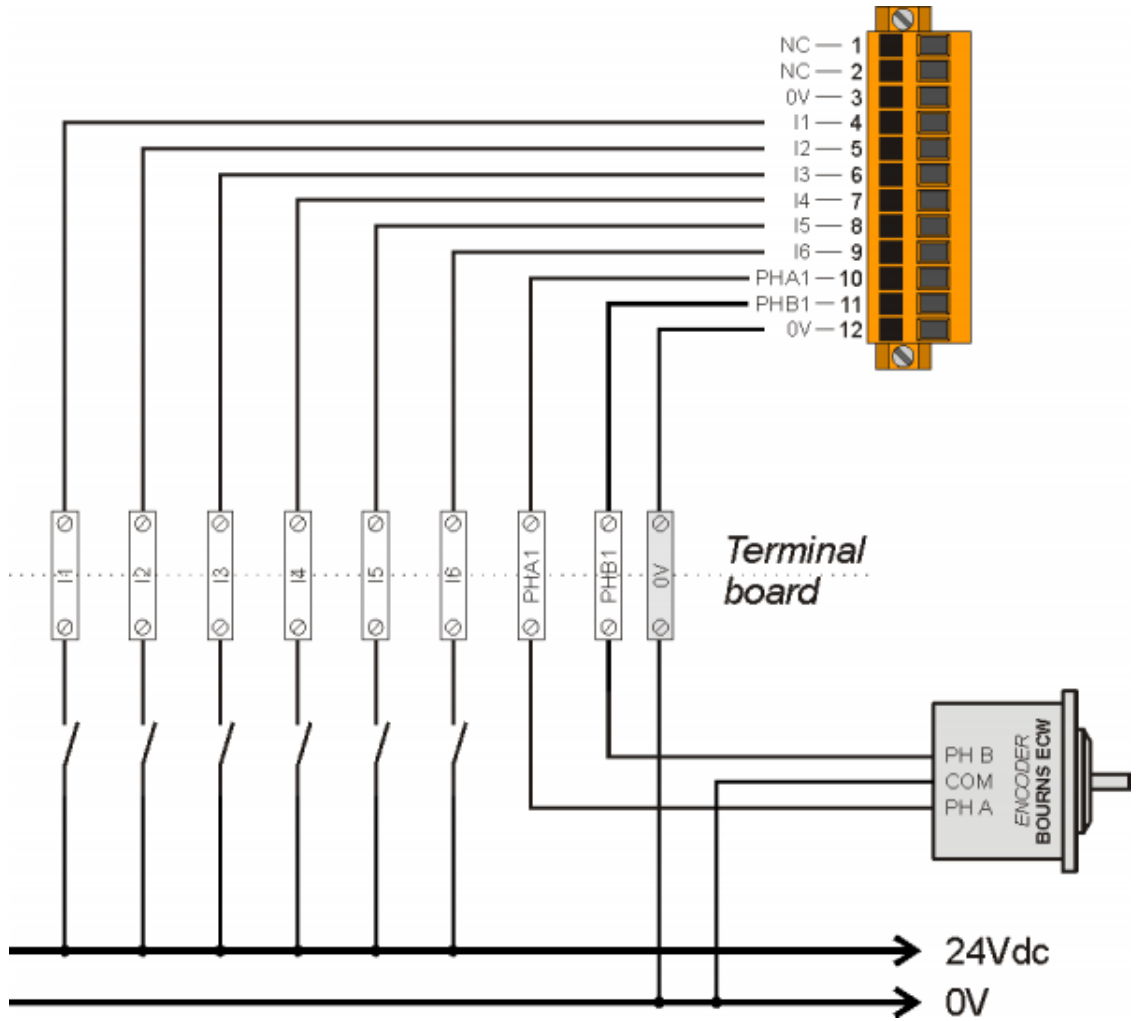 NC — 1
NC — 2
0V — 3
I1 — 4
I2 — 5
I3 — 6
I4 — 7
I5 — 8
I6 — 9
PHA1 — 10
PHB1 — 11
0V — 12
I1 I2 I3 I4 I5 I6 PHA1 PHB1 0V
Terminal
board
PH B
COM
PH A
ENCODER
BOURNS ECW
24Vdc
0V